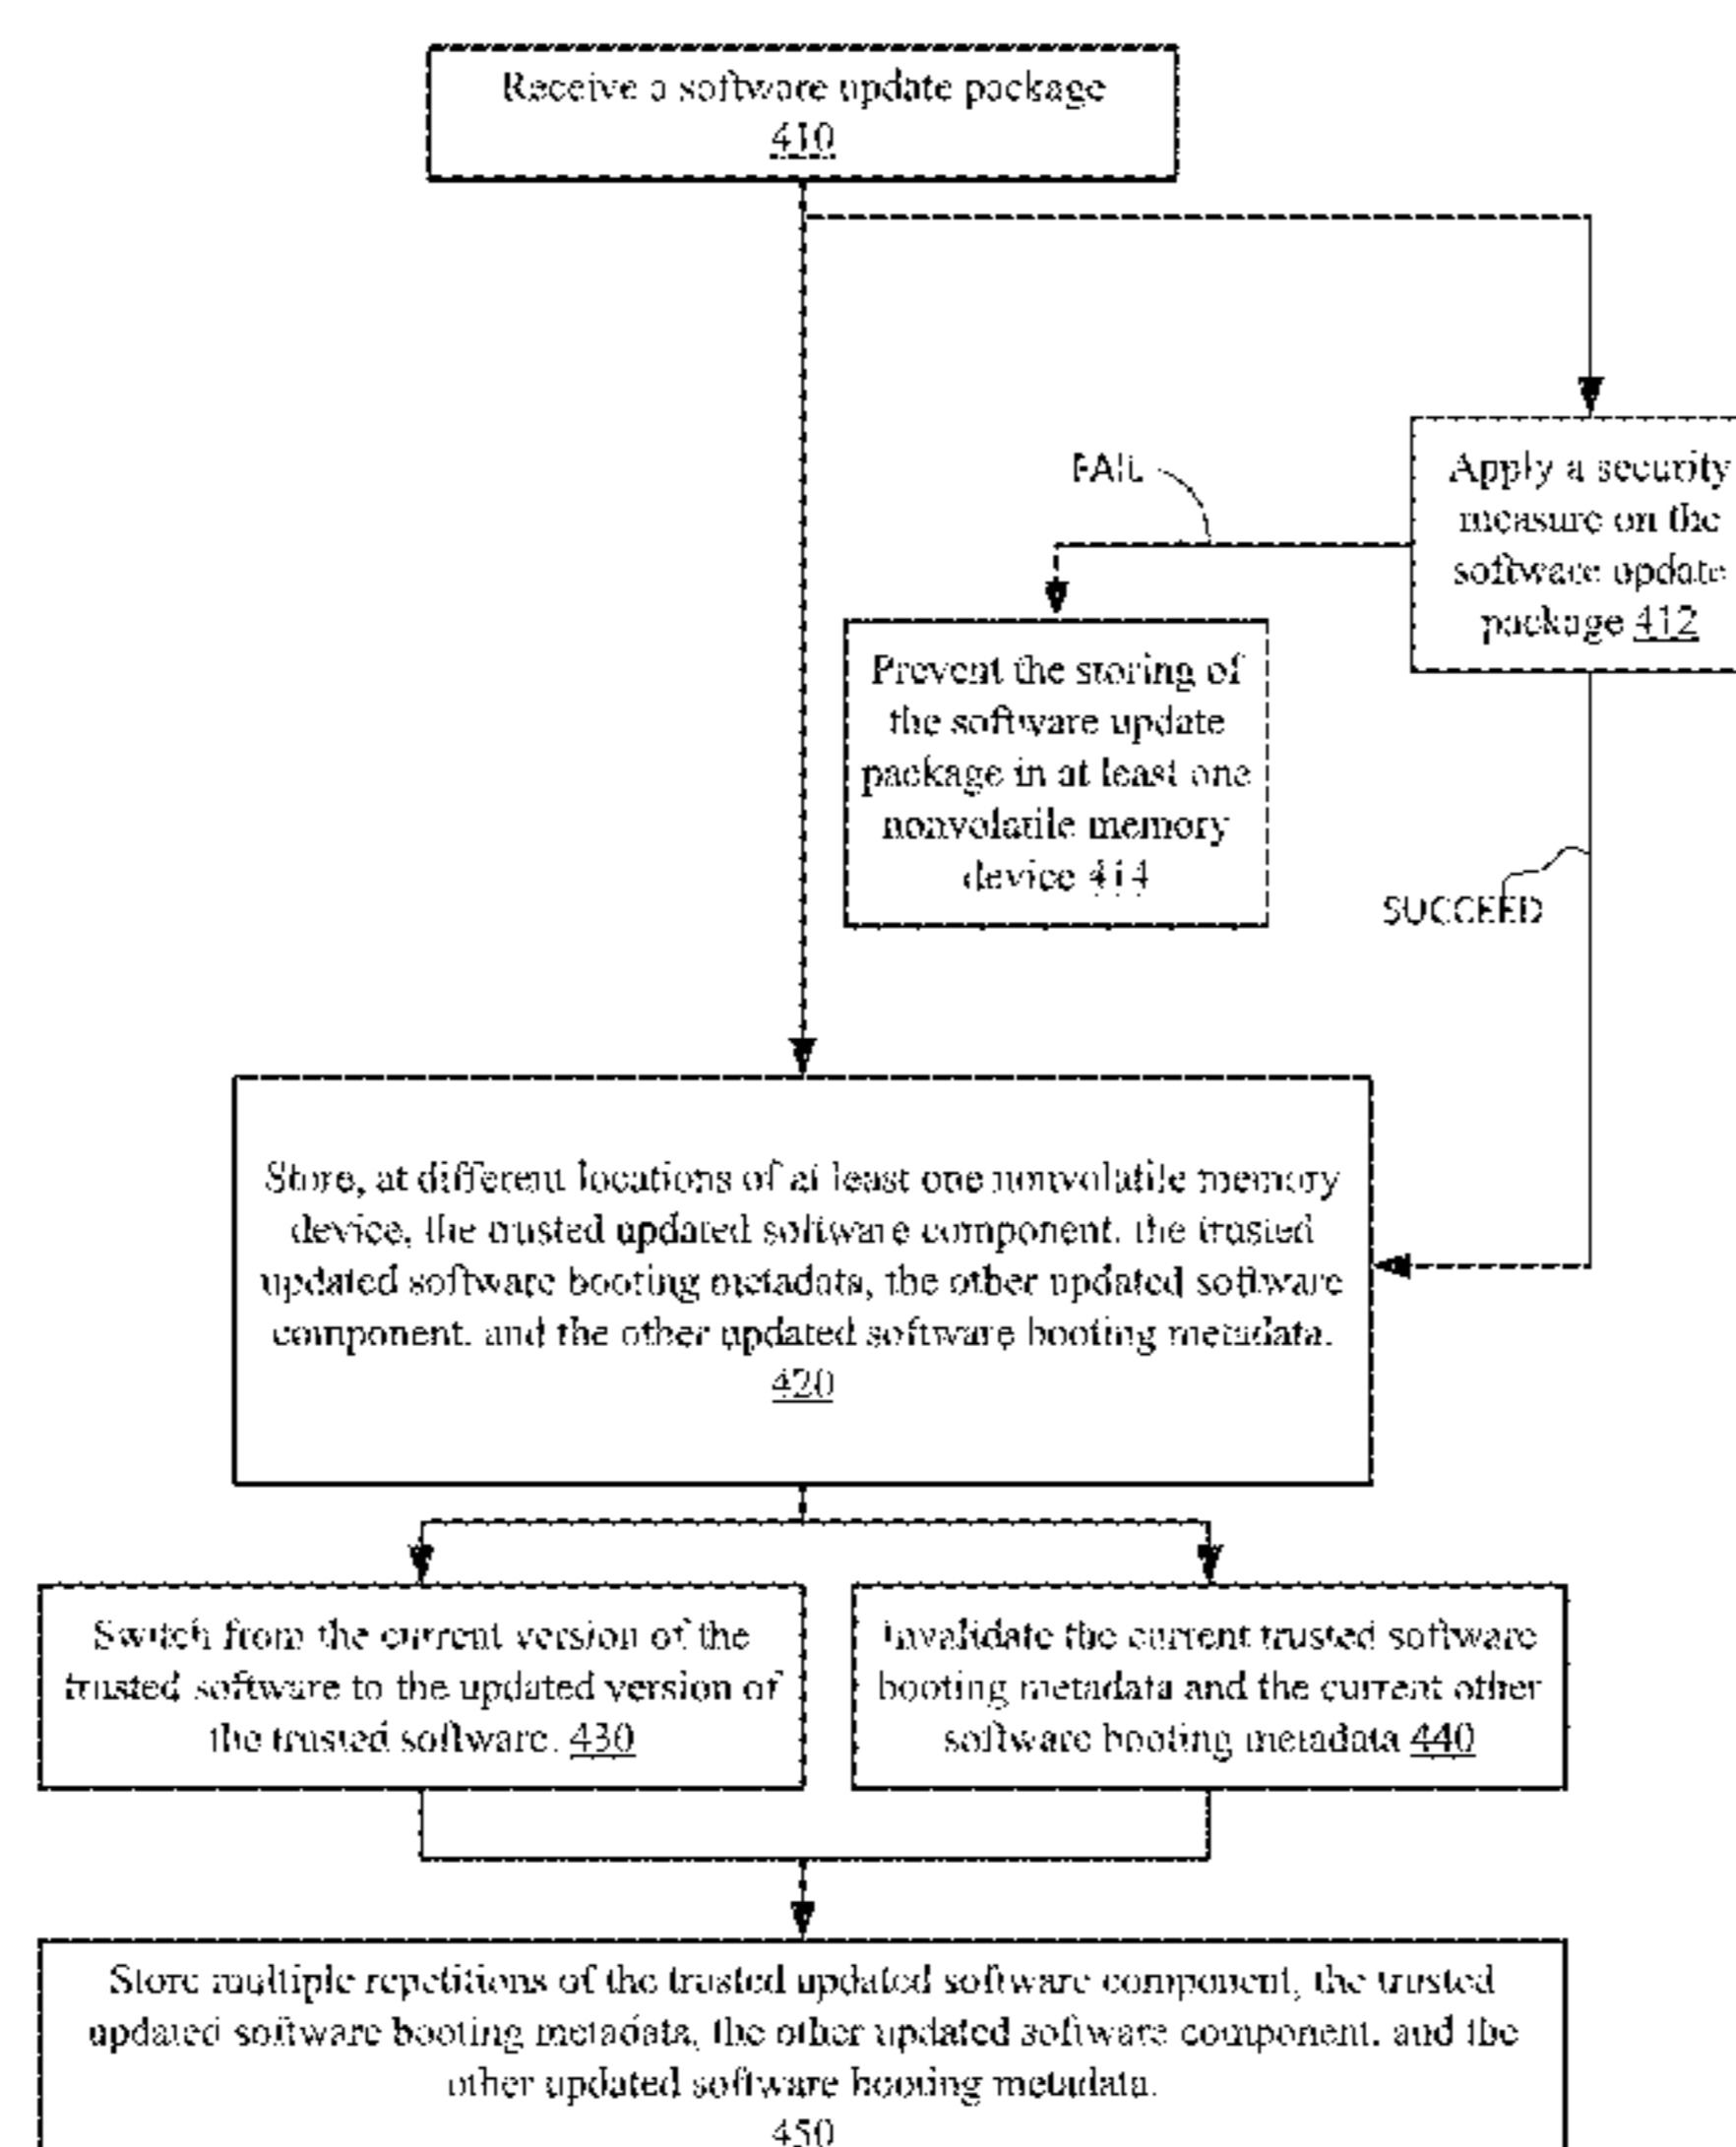 Receive a software update package
410
Apply a security
measure on the
software update
package 412
FAIL
Prevent the storing of
the software update
package in at least one
nonvolatile memory
device 414
SUCCEED
Store, at different locations of at least one nonvolatile memory
device, the trusted updated software component, the trusted
updated software booting metadata, the other updated software
component, and the other updated software booting metadata.
420
Switch from the current version of the
trusted software to the updated version of
the trusted software. 430
Invalidate the current trusted software
booting metadata and the current other
software booting metadata 440
Store multiple repetitions of the trusted updated software component, the trusted
updated software booting metadata, the other updated software component, and the
other updated software booting metadata.
450